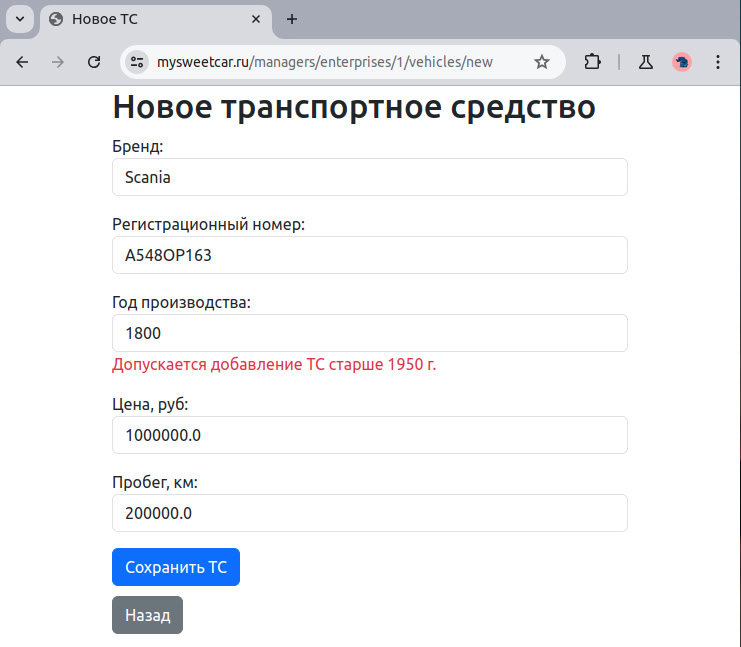 Новое ТС
mysweetcar.ru/managers/enterprises/1/vehicles/new
Новое транспортное средство
Бренд:
Scania
Регистрационный номер:
А548ОР163
Год производства:
1800
Допускается добавление ТС старше 1950 г.
Цена, руб:
1000000.0
Пробег, км:
200000.0
Сохранить ТС
Назад